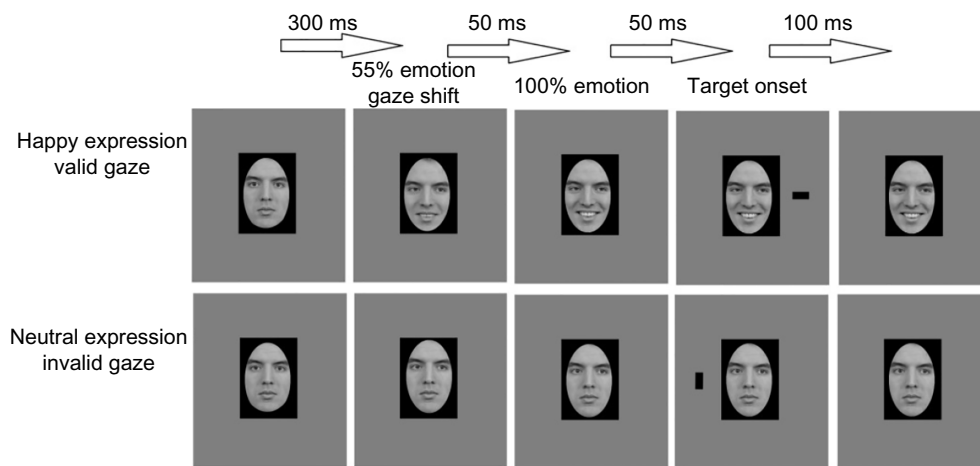 300 ms
50 ms
50 ms
100 ms
55% emotion
gaze shift
100% emotion
Target onset
Happy expression
valid gaze
Neutral expression
invalid gaze